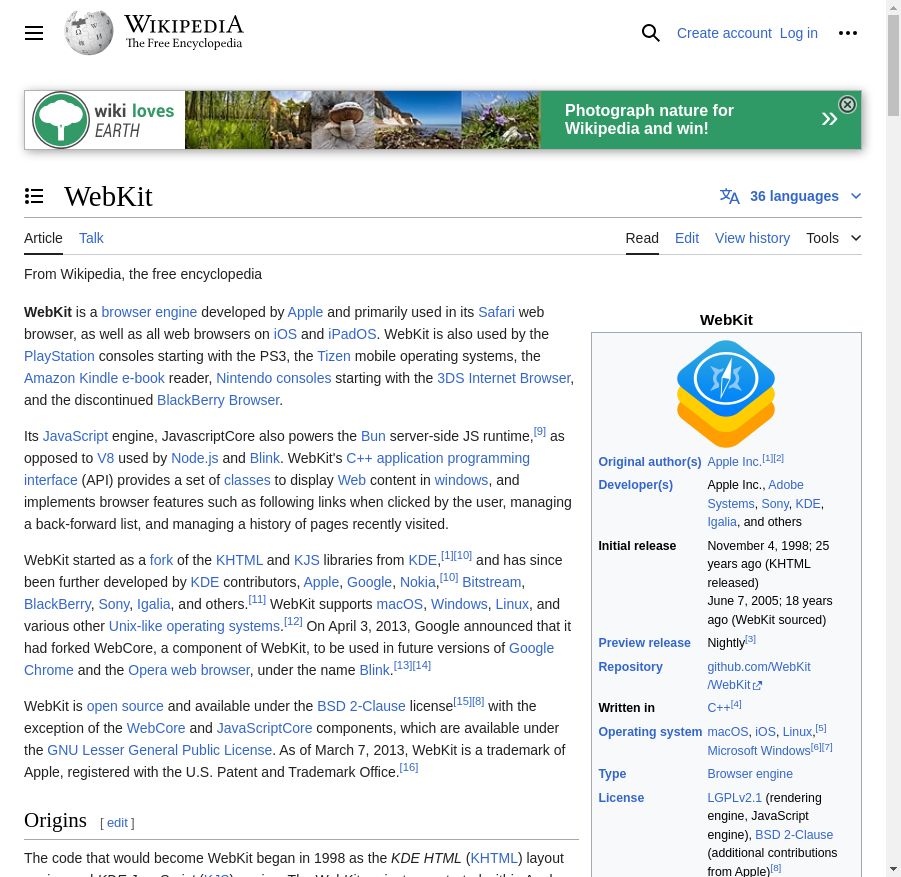 WIKIPEDIA
The Free Encyclopedia
Create account Log in
wiki loves
EARTH
Photograph nature for
Wikipedia and win!
WebKit
36 languages
Article Talk
Read Edit View history Tools
From Wikipedia, the free encyclopedia
WebKit is a browser engine developed by Apple and primarily used in its Safari web
browser, as well as all web browsers on iOS and iPadOS. WebKit is also used by the
PlayStation consoles starting with the PS3, the Tizen mobile operating systems, the
Amazon Kindle e-book reader, Nintendo consoles starting with the 3DS Internet Browser,
and the discontinued BlackBerry Browser.
Its JavaScript engine, JavascriptCore also powers the Bun server-side JS runtime,[9] as
opposed to V8 used by Node.js and Blink. WebKit's C++ application programming
interface (API) provides a set of classes to display Web content in windows, and
implements browser features such as following links when clicked by the user, managing
a back-forward list, and managing a history of pages recently visited.
WebKit started as a fork of the KHTML and KJS libraries from KDE,[1][10] and has since
been further developed by KDE contributors, Apple, Google, Nokia,[10] Bitstream,
BlackBerry, Sony, Igalia, and others.[11] WebKit supports macOS, Windows, Linux, and
various other Unix-like operating systems.[12] On April 3, 2013, Google announced that it
had forked WebCore, a component of WebKit, to be used in future versions of Google
Chrome and the Opera web browser, under the name Blink.[13][14]
WebKit is open source and available under the BSD 2-Clause license[15][8] with the
exception of the WebCore and JavaScriptCore components, which are available under
the GNU Lesser General Public License. As of March 7, 2013, WebKit is a trademark of
Apple, registered with the U.S. Patent and Trademark Office.[16]
Origins [ edit ]
The code that would become WebKit began in 1998 as the KDE HTML (KHTML) layout
WebKit
Original author(s) Apple Inc.[1][2]
Developer(s) Apple Inc., Adobe
Systems, Sony, KDE,
Igalia, and others
Initial release November 4, 1998; 25
years ago (KHTML
released)
June 7, 2005; 18 years
ago (WebKit sourced)
Preview release Nightly[3]
Repository github.com/WebKit
/WebKit
Written in C++[4]
Operating system macOS, iOS, Linux,[5]
Microsoft Windows[6][7]
Type Browser engine
License LGPLv2.1 (rendering
engine, JavaScript
engine), BSD 2-Clause
(additional contributions
from Apple)[8]